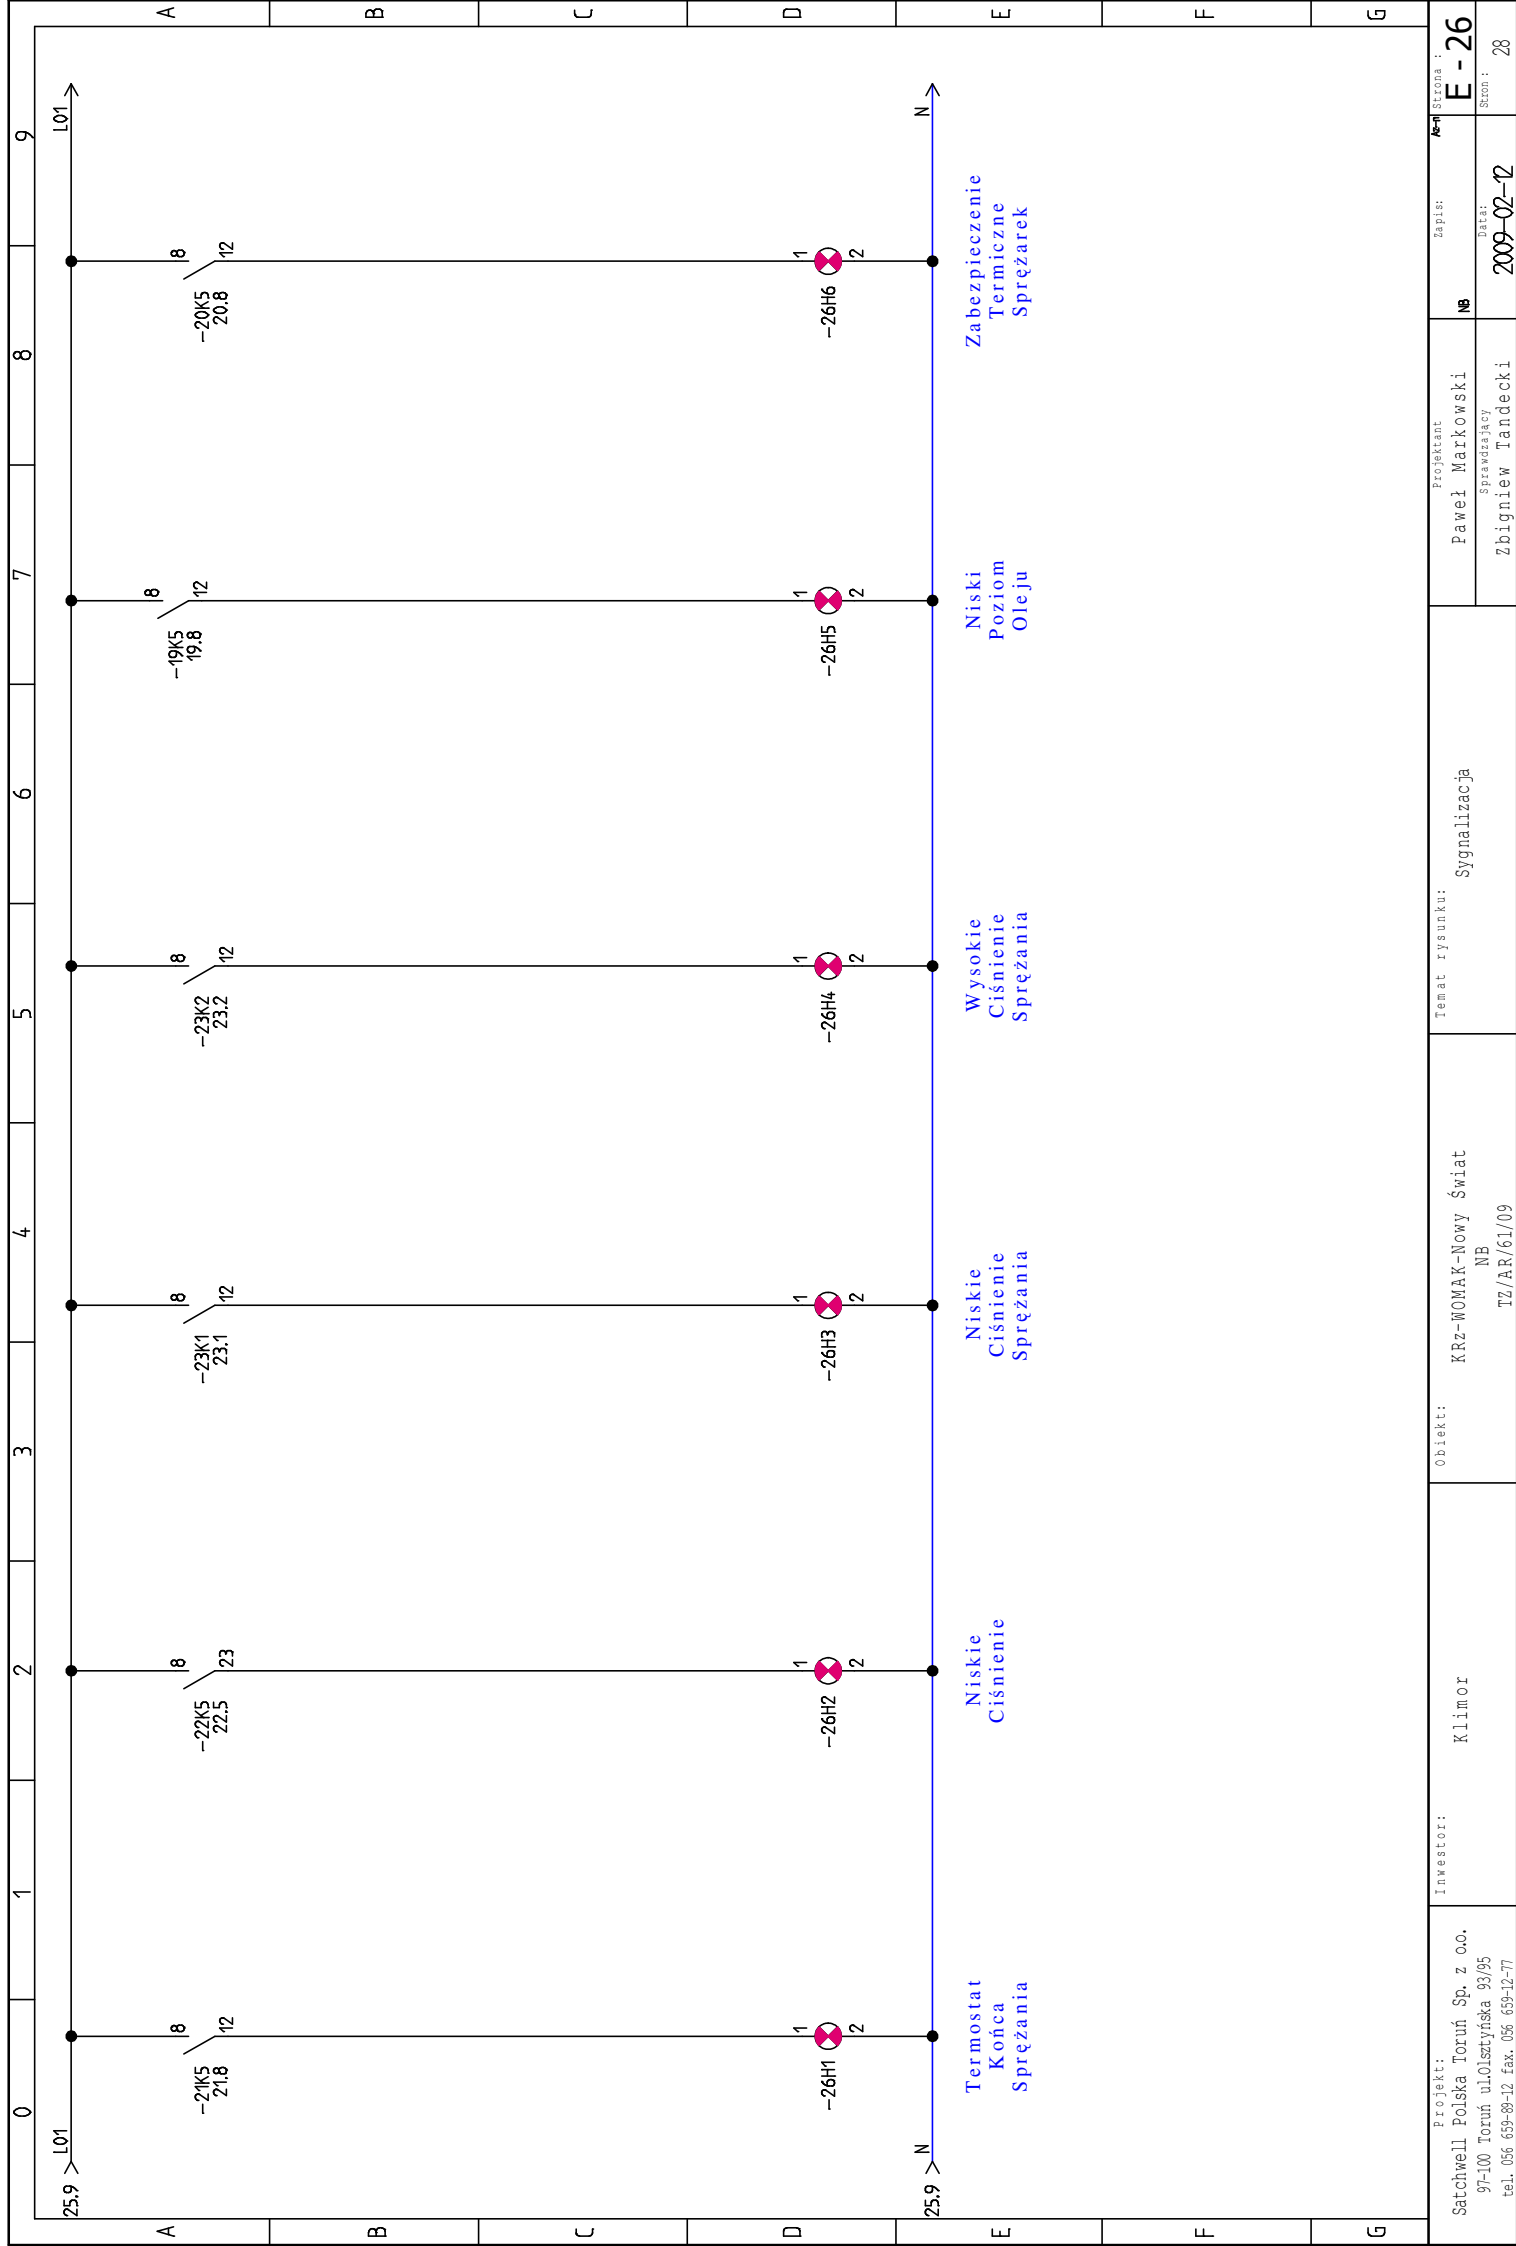 0 1 2 3 4 5 6 7 8 9
A
B
C
D
E
F
G
A
B
C
D
E
F
G
25.9
L01
L01
-21K5
21.8
8
12
-22K5
22.5
8
23
-23K1
23.1
8
12
-23K2
23.2
8
12
-19K5
19.8
8
12
-20K5
20.8
8
12
-26H1
1
2
-26H2
1
2
-26H3
1
2
-26H4
1
2
-26H5
1
2
-26H6
1
2
25.9
N
N
Termostat
Końca
Sprężania
Niskie
Ciśnienie
Niskie
Ciśnienie
Sprężania
Wysokie
Ciśnienie
Sprężania
Niski
Poziom
Oleju
Zabezpieczenie
Termiczne
Sprężarek
Projekt:
Satchwell Polska Toruń Sp. z o.o.
97-100 Toruń ul.Olsztyńska 93/95
tel. 056 659-89-12 fax. 056 659-12-77
Inwestor:
Klimor
Obiekt:
KRz-WOMAK-Nowy Świat
NB
TZ/AR/61/09
Temat rysunku:
Sygnalizacja
Projektant
Paweł Markowski
Sprawdzający
Zbigniew Tandecki
Zapis:
NB
Data:
2009-02-12
Strona :
E - 26
Stron :
28